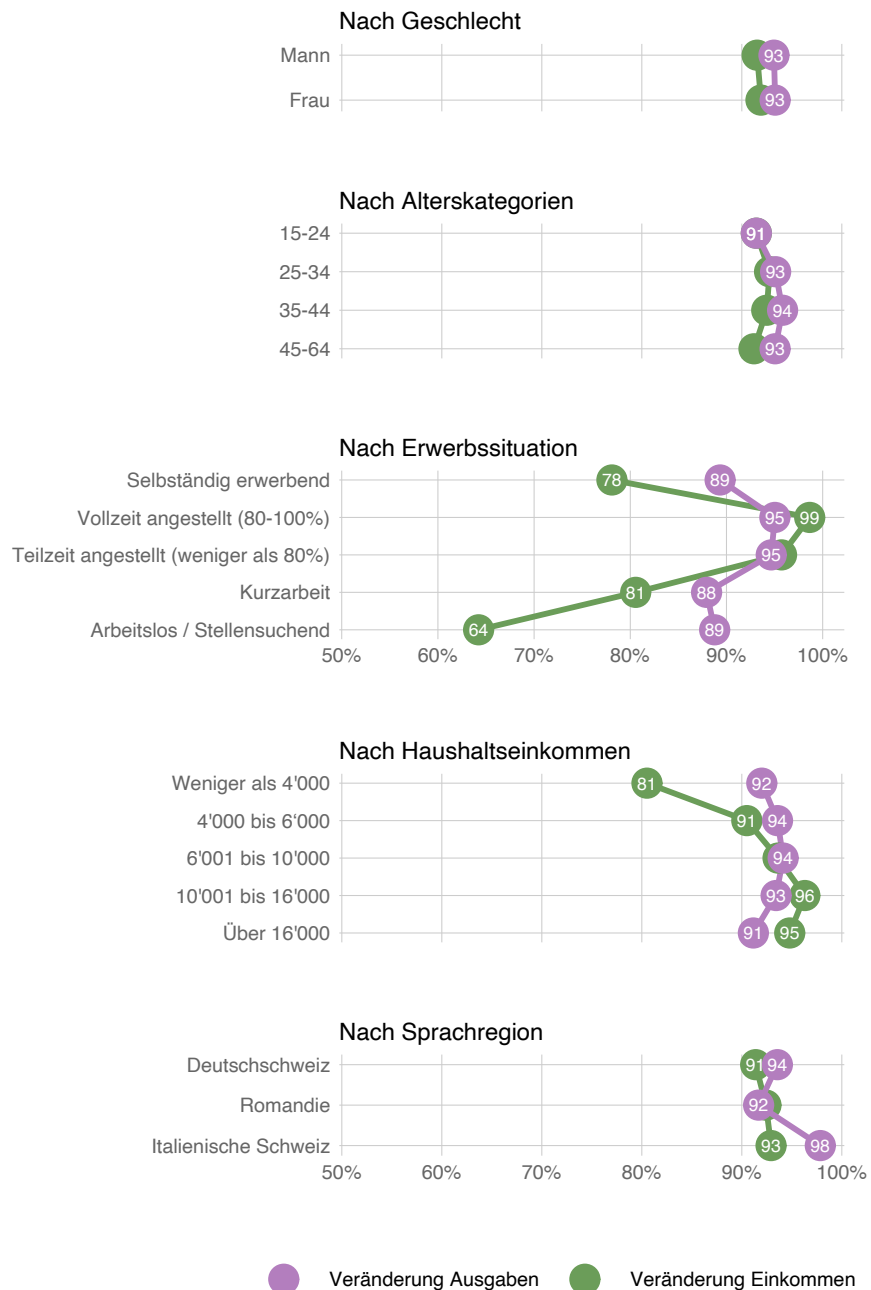 Nach Geschlecht
Mann 93
Frau 93
Nach Alterskategorien
15-24 91
25-34 93
35-44 94
45-64 93
Nach Erwerbssituation
Selbständig erwerbend 78 89
Vollzeit angestellt (80-100%) 95 99
Teilzeit angestellt (weniger als 80%) 95
Kurzarbeit 81 88
Arbeitslos / Stellensuchend 64 89
50% 60% 70% 80% 90% 100%
Nach Haushaltseinkommen
Weniger als 4'000 81 92
4'000 bis 6‘000 91 94
6'001 bis 10'000 94
10'001 bis 16'000 93 96
Über 16'000 91 95
Nach Sprachregion
Deutschschweiz 91 94
Romandie 92
Italienische Schweiz 93 98
50% 60% 70% 80% 90% 100%
Veränderung Ausgaben Veränderung Einkommen